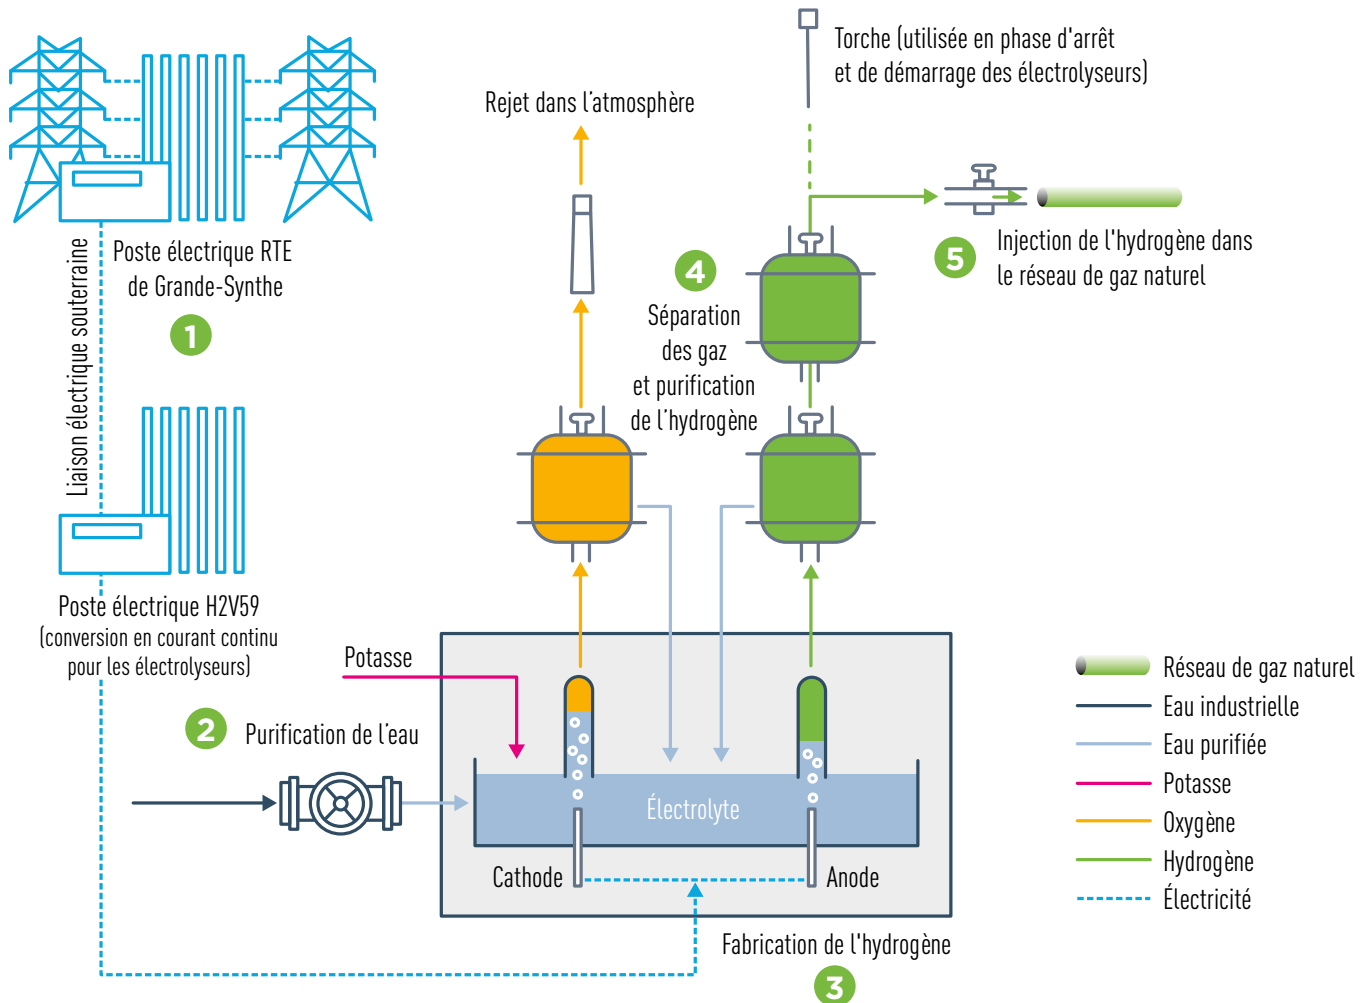 Torche (utilisée en phase d'arrêt
et de démarrage des électrolyseurs)
Rejet dans l'atmosphère
Poste électrique RTE
de Grande-Synthe
1
Liaison électrique souterraine
4
Séparation
des gaz
et purification
de l'hydrogène
5
Injection de l'hydrogène dans
le réseau de gaz naturel
Poste électrique H2V59
(conversion en courant continu
pour les électrolyseurs)
Potasse
2
Purification de l'eau
Électrolyte
Cathode
Anode
Fabrication de l'hydrogène
3
Réseau de gaz naturel
Eau industrielle
Eau purifiée
Potasse
Oxygène
Hydrogène
Électricité